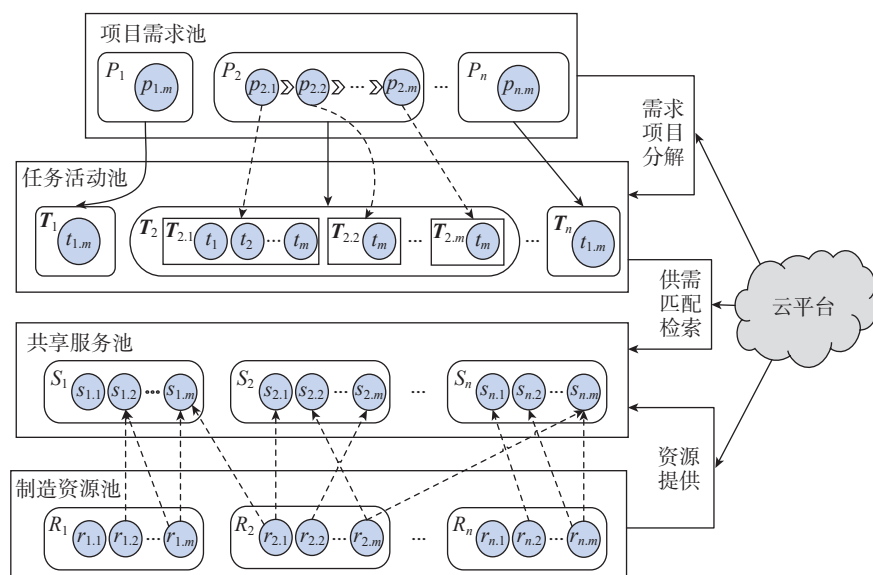 项目需求池
P₁ p₁.ₘ
P₂ p₂.₁ p₂.₂ ··· p₂.ₘ ···
Pₙ pₙ.ₘ
需求
项目
分解
任务活动池
T₁ t₁.ₘ
T₂ T₂.₁ t₁ t₂ ··· tₘ T₂.₂ tₘ ··· T₂.ₘ tₘ ···
Tₙ t₁.ₘ
供需
匹配
检索
云平台
共享服务池
S₁ s₁.₁ s₁.₂ ··· s₁.ₘ
S₂ s₂.₁ s₂.₂ ··· s₂.ₘ ···
Sₙ sₙ.₁ sₙ.₂ ··· sₙ.ₘ
资源
提供
制造资源池
R₁ r₁.₁ r₁.₂ ··· r₁.ₘ
R₂ r₂.₁ r₂.₂ ··· r₂.ₘ ···
Rₙ rₙ.₁ rₙ.₂ ··· rₙ.ₘ